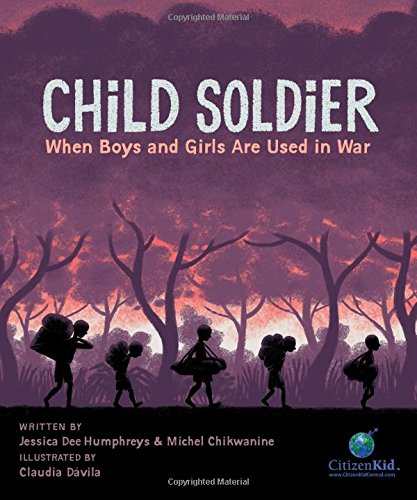 Copyrighted Material
CHiLD SOLDiER
When Boys and Girls Are Used in War
WRITTEN BY
Jessica Dee Humphreys & Michel Chikwanine
ILLUSTRATED BY
Claudia Dávila
CitizenKid™
www.CitizenKidCentral.com
Copyrighted Material